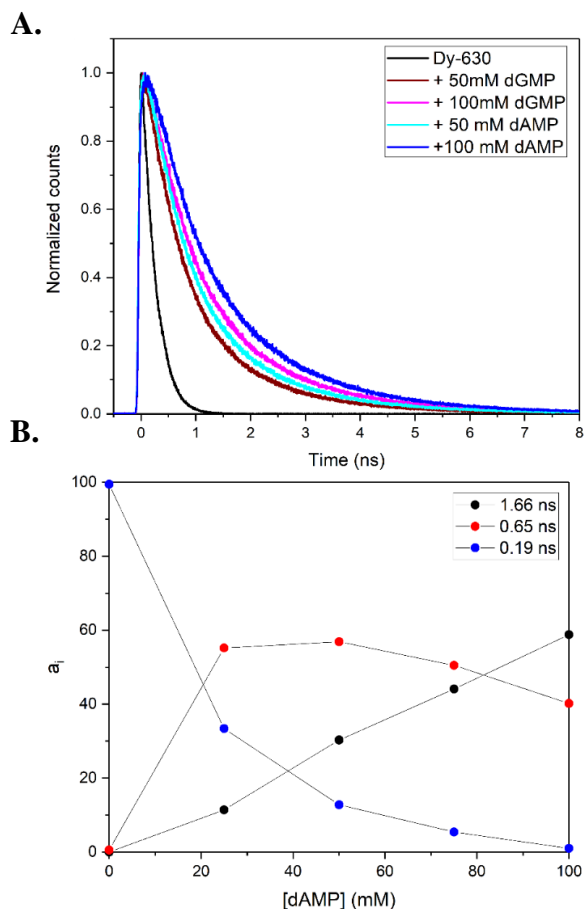 A.
Dy-630
+ 50mM dGMP
+ 100mM dGMP
+ 50 mM dAMP
+100 mM dAMP
1.0
0.8
0.6
0.4
0.2
0.0
Normalized counts
0 1 2 3 4 5 6 7 8
Time (ns)
B.
1.66 ns
0.65 ns
0.19 ns
100
80
60
40
20
0
aᵢ
0 20 40 60 80 100
[dAMP] (mM)